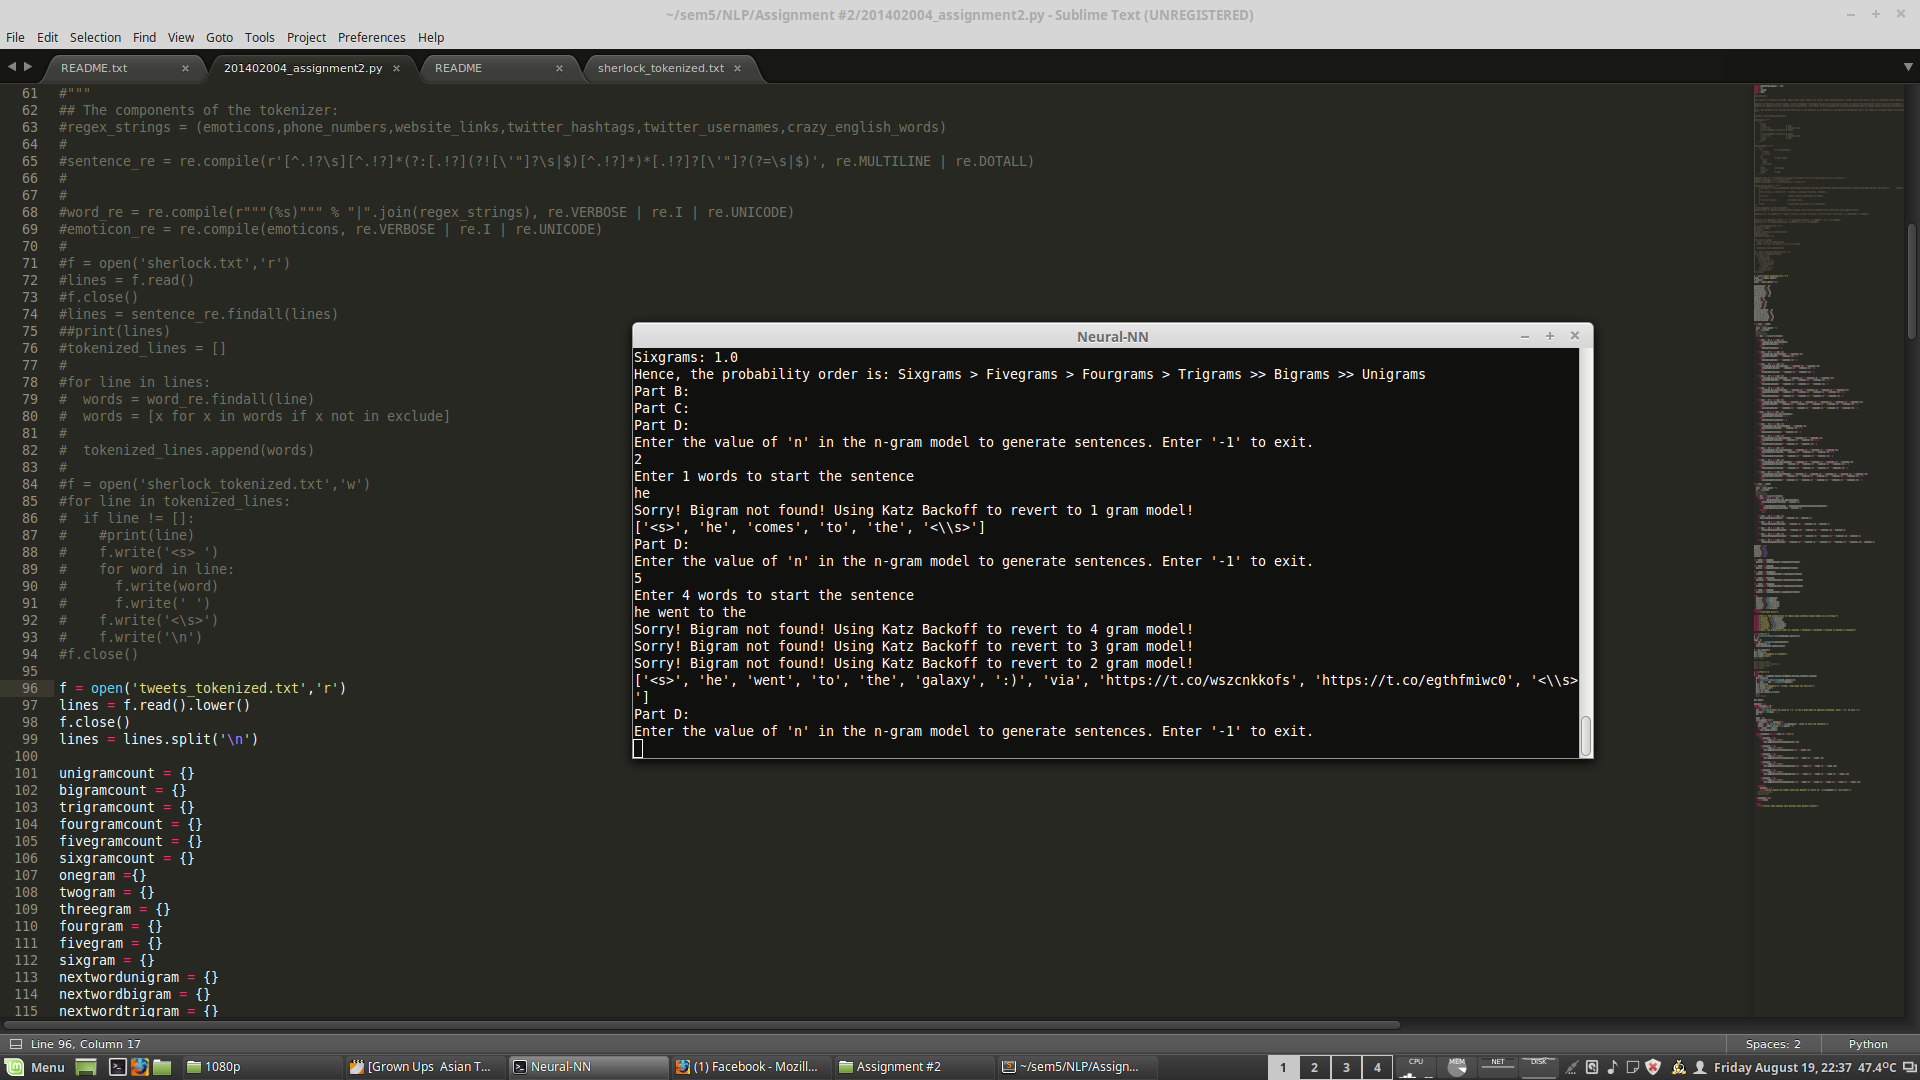 ~/sem5/NLP/Assignment #2/201402004_assignment2.py - Sublime Text (UNREGISTERED)
File Edit Selection Find View Goto Tools Project Preferences Help
README.txt 201402004_assignment2.py README sherlock_tokenized.txt
61 #"""
62 ## The components of the tokenizer:
63 #regex_strings = (emoticons,phone_numbers,website_links,twitter_hashtags,twitter_usernames,crazy_english_words)
64 #
65 #sentence_re = re.compile(r'[^.!?\s][^.!?]*(?:[.!?](?![\'"]?\s|$)[^.!?]*)*[.!?]?[\'"]?(?=\s|$)', re.MULTILINE | re.DOTALL)
66 #
67 #
68 #word_re = re.compile(r"""(%s)""" % "|".join(regex_strings), re.VERBOSE | re.I | re.UNICODE)
69 #emoticon_re = re.compile(emoticons, re.VERBOSE | re.I | re.UNICODE)
70 #
71 #f = open('sherlock.txt','r')
72 #lines = f.read()
73 #f.close()
74 #lines = sentence_re.findall(lines)
75 ##print(lines)
76 #tokenized_lines = []
77 #
78 #for line in lines:
79 #  words = word_re.findall(line)
80 #  words = [x for x in words if x not in exclude]
81 #
82 #  tokenized_lines.append(words)
83 #
84 #f = open('sherlock_tokenized.txt','w')
85 #for line in tokenized_lines:
86 #  if line != []:
87 #    #print(line)
88 #    f.write('<s> ')
89 #    for word in line:
90 #      f.write(word)
91 #      f.write(' ')
92 #    f.write('<\s>')
93 #    f.write('\n')
94 #f.close()
95
96 f = open('tweets_tokenized.txt','r')
97 lines = f.read().lower()
98 f.close()
99 lines = lines.split('\n')
100
101 unigramcount = {}
102 bigramcount = {}
103 trigramcount = {}
104 fourgramcount = {}
105 fivegramcount = {}
106 sixgramcount = {}
107 onegram ={}
108 twogram = {}
109 threegram = {}
110 fourgram = {}
111 fivegram = {}
112 sixgram = {}
113 nextwordunigram = {}
114 nextwordbigram = {}
115 nextwordtrigram = {}
Neural-NN
Sixgrams: 1.0
Hence, the probability order is: Sixgrams > Fivegrams > Fourgrams > Trigrams >> Bigrams >> Unigrams
Part B:
Part C:
Part D:
Enter the value of 'n' in the n-gram model to generate sentences. Enter '-1' to exit.
2
Enter 1 words to start the sentence
he
Sorry! Bigram not found! Using Katz Backoff to revert to 1 gram model!
['<s>', 'he', 'comes', 'to', 'the', '<\\s>']
Part D:
Enter the value of 'n' in the n-gram model to generate sentences. Enter '-1' to exit.
5
Enter 4 words to start the sentence
he went to the
Sorry! Bigram not found! Using Katz Backoff to revert to 4 gram model!
Sorry! Bigram not found! Using Katz Backoff to revert to 3 gram model!
Sorry! Bigram not found! Using Katz Backoff to revert to 2 gram model!
['<s>', 'he', 'went', 'to', 'the', 'galaxy', ':)', 'via', 'https://t.co/wszcnkkofs', 'https://t.co/egthfmiwc0', '<\\s>
']
Part D:
Enter the value of 'n' in the n-gram model to generate sentences. Enter '-1' to exit.
Line 96, Column 17 Spaces: 2 Python
Menu 1080p [Grown Ups Asian T... Neural-NN (1) Facebook - Mozill... Assignment #2 ~/sem5/NLP/Assign... 1 2 3 4 CPU MEM NET DISK Friday August 19, 22:37 47.4°C